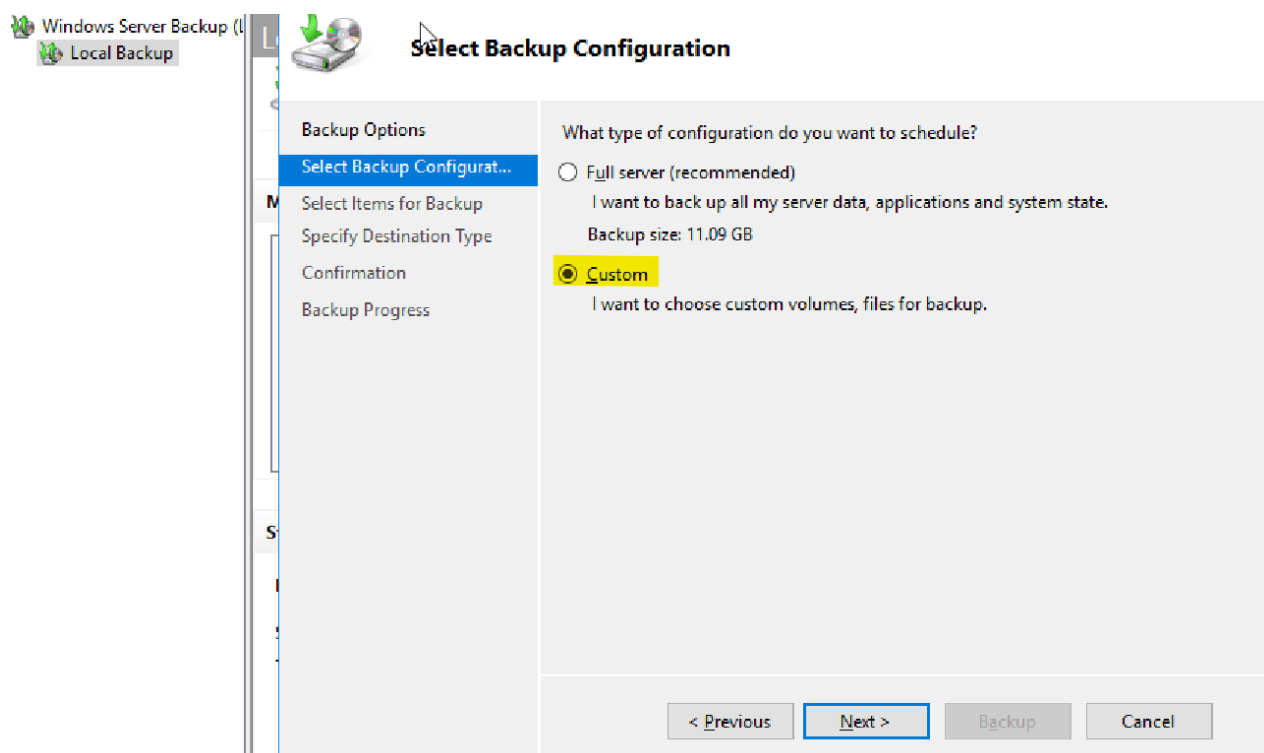 Windows Server Backup (L
Local Backup
Select Backup Configuration
Backup Options
Select Backup Configurat...
Select Items for Backup
Specify Destination Type
Confirmation
Backup Progress
What type of configuration do you want to schedule?
Full server (recommended)
I want to back up all my server data, applications and system state.
Backup size: 11.09 GB
Custom
I want to choose custom volumes, files for backup.
< Previous
Next >
Backup
Cancel